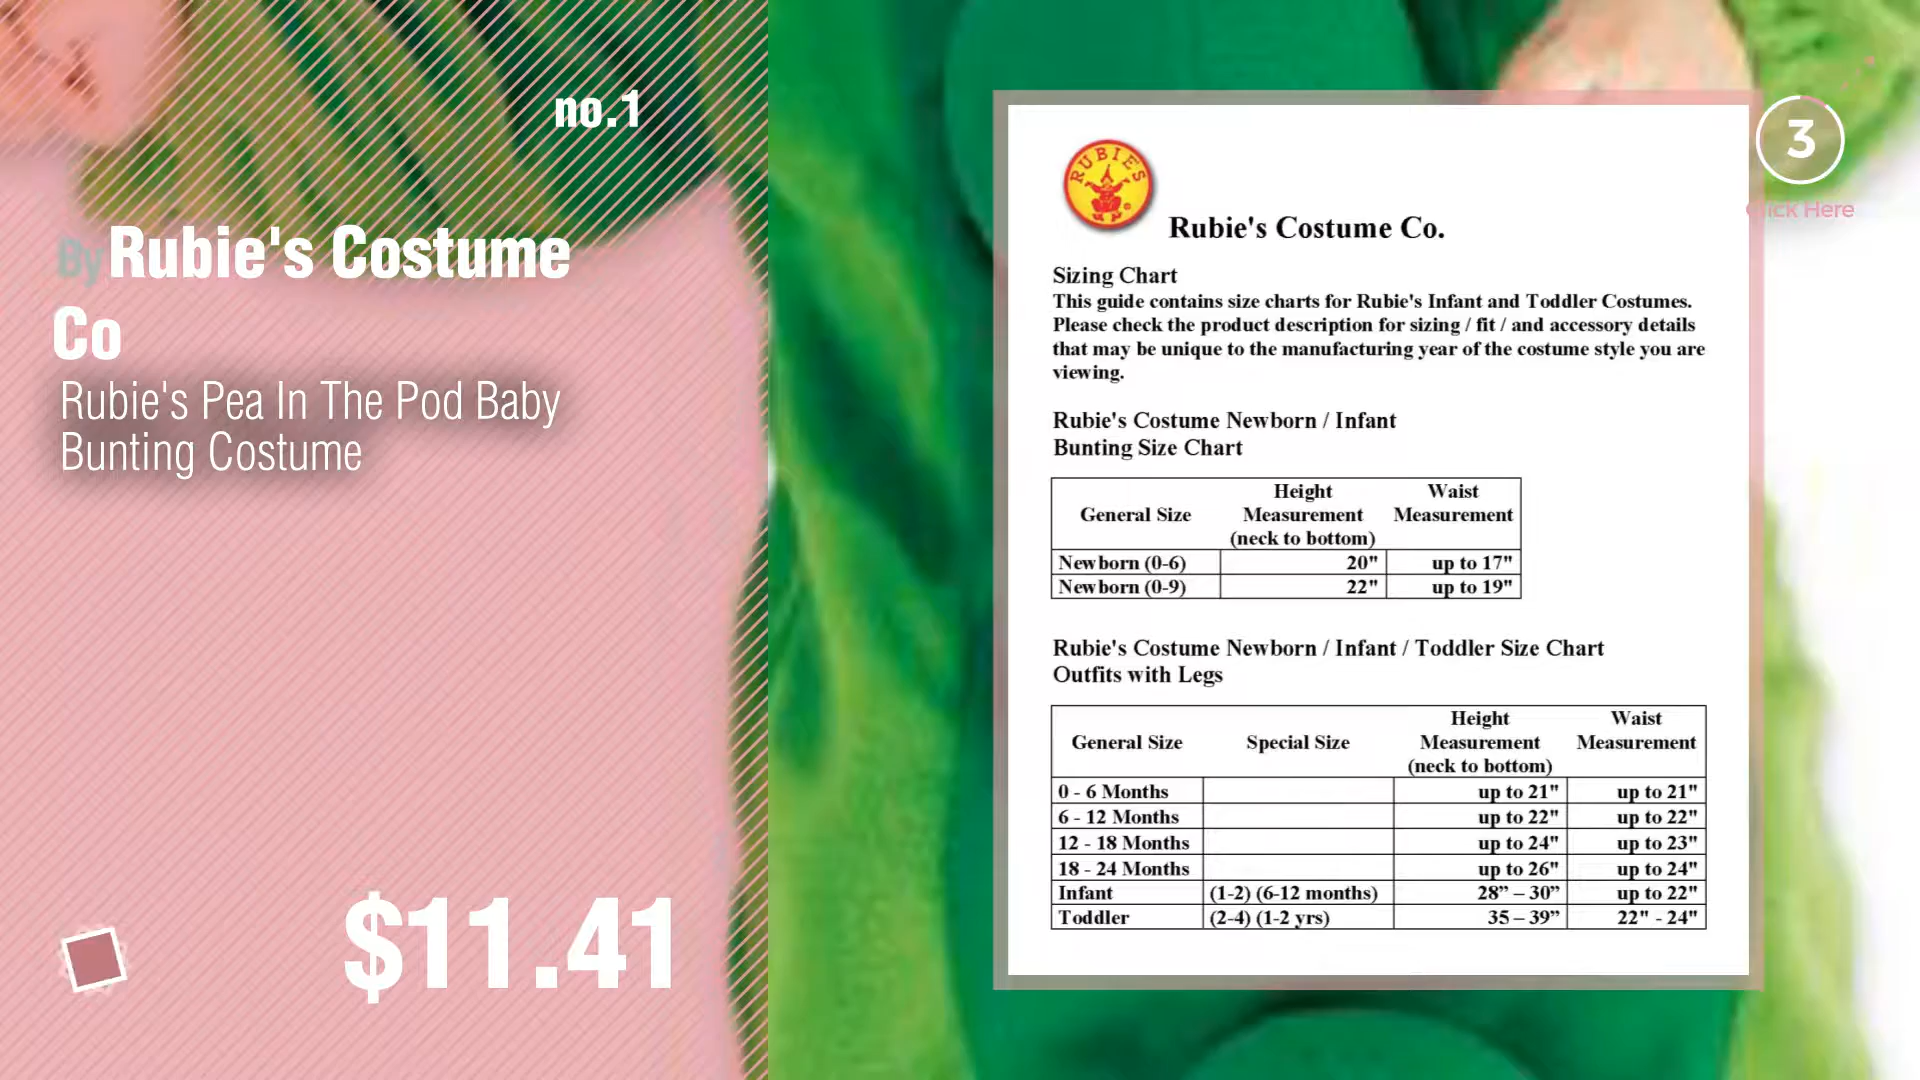 no.1
By Rubie's Costume
Co
Rubie's Pea In The Pod Baby
Bunting Costume
$11.41
3
Click Here
RUBIE'S
Rubie's Costume Co.
Sizing Chart
This guide contains size charts for Rubie's Infant and Toddler Costumes.
Please check the product description for sizing / fit / and accessory details
that may be unique to the manufacturing year of the costume style you are
viewing.
Rubie's Costume Newborn / Infant
Bunting Size Chart
General Size Height Measurement (neck to bottom) Waist Measurement
Newborn (0-6) 20" up to 17"
Newborn (0-9) 22" up to 19"
Rubie's Costume Newborn / Infant / Toddler Size Chart
Outfits with Legs
General Size Special Size Height Measurement (neck to bottom) Waist Measurement
0 - 6 Months up to 21" up to 21"
6 - 12 Months up to 22" up to 22"
12 - 18 Months up to 24" up to 23"
18 - 24 Months up to 26" up to 24"
Infant (1-2) (6-12 months) 28” – 30” up to 22"
Toddler (2-4) (1-2 yrs) 35 – 39” 22" - 24"